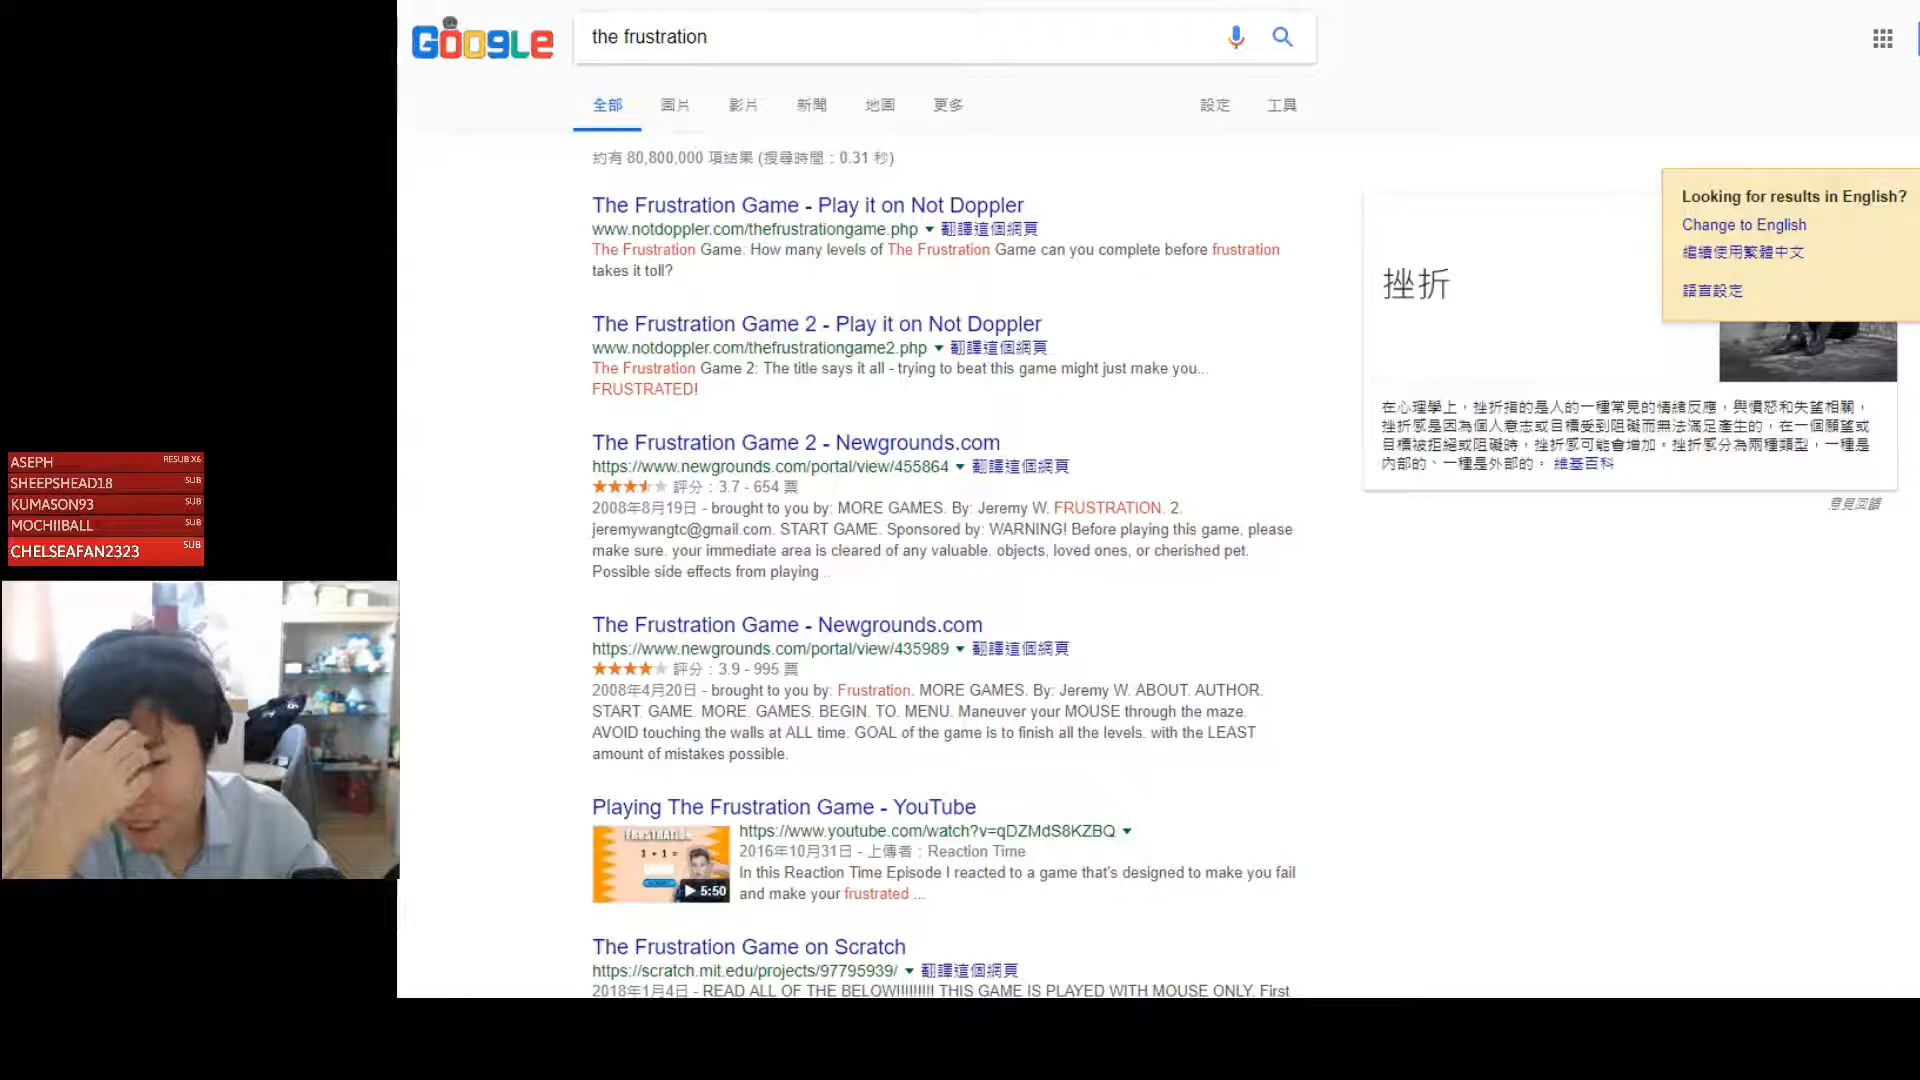 Google
the frustration
全部
圖片
影片
新聞
地圖
更多
設定
工具
約有 80,800,000 項結果 (搜尋時間：0.31 秒)
The Frustration Game - Play it on Not Doppler
www.notdoppler.com/thefrustrationgame.php ▼ 翻譯這個網頁
The Frustration Game. How many levels of The Frustration Game can you complete before frustration
takes it toll?
The Frustration Game 2 - Play it on Not Doppler
www.notdoppler.com/thefrustrationgame2.php ▼ 翻譯這個網頁
The Frustration Game 2: The title says it all - trying to beat this game might just make you...
FRUSTRATED!
The Frustration Game 2 - Newgrounds.com
https://www.newgrounds.com/portal/view/455864 ▼ 翻譯這個網頁
評分：3.7 - 654 票
2008年8月19日 - brought to you by: MORE GAMES. By: Jeremy W. FRUSTRATION. 2.
jeremywangtc@gmail.com. START GAME. Sponsored by: WARNING! Before playing this game, please
make sure. your immediate area is cleared of any valuable. objects, loved ones, or cherished pet.
Possible side effects from playing ..
The Frustration Game - Newgrounds.com
https://www.newgrounds.com/portal/view/435989 ▼ 翻譯這個網頁
評分：3.9 - 995 票
2008年4月20日 - brought to you by: Frustration. MORE GAMES. By: Jeremy W. ABOUT. AUTHOR.
START. GAME. MORE. GAMES. BEGIN. TO. MENU. Maneuver your MOUSE through the maze.
AVOID touching the walls at ALL time. GOAL of the game is to finish all the levels. with the LEAST
amount of mistakes possible.
Playing The Frustration Game - YouTube
FRUSTRATION
1 + 1 =
5:50
https://www.youtube.com/watch?v=qDZMdS8KZBQ ▼
2016年10月31日 - 上傳者：Reaction Time
In this Reaction Time Episode I reacted to a game that's designed to make you fail
and make your frustrated ...
The Frustration Game on Scratch
https://scratch.mit.edu/projects/97795939/ ▼ 翻譯這個網頁
2018年1月4日 - READ ALL OF THE BELOW!!!!!!!!! THIS GAME IS PLAYED WITH MOUSE ONLY. First
Looking for results in English?
Change to English
繼續使用繁體中文
語言設定
挫折
在心理學上，挫折指的是人的一種常見的情緒反應，與憤怒和失望相關，
挫折感是因為個人意志或目標受到阻礙而無法滿足產生的，在一個願望或
目標被拒絕或阻礙時，挫折感可能會增加。挫折感分為兩種類型，一種是
內部的、一種是外部的。 維基百科
意見回饋
ASEPH RESUB X6
SHEEPSHEAD18 SUB
KUMASON93 SUB
MOCHIIBALL SUB
CHELSEAFAN2323 SUB